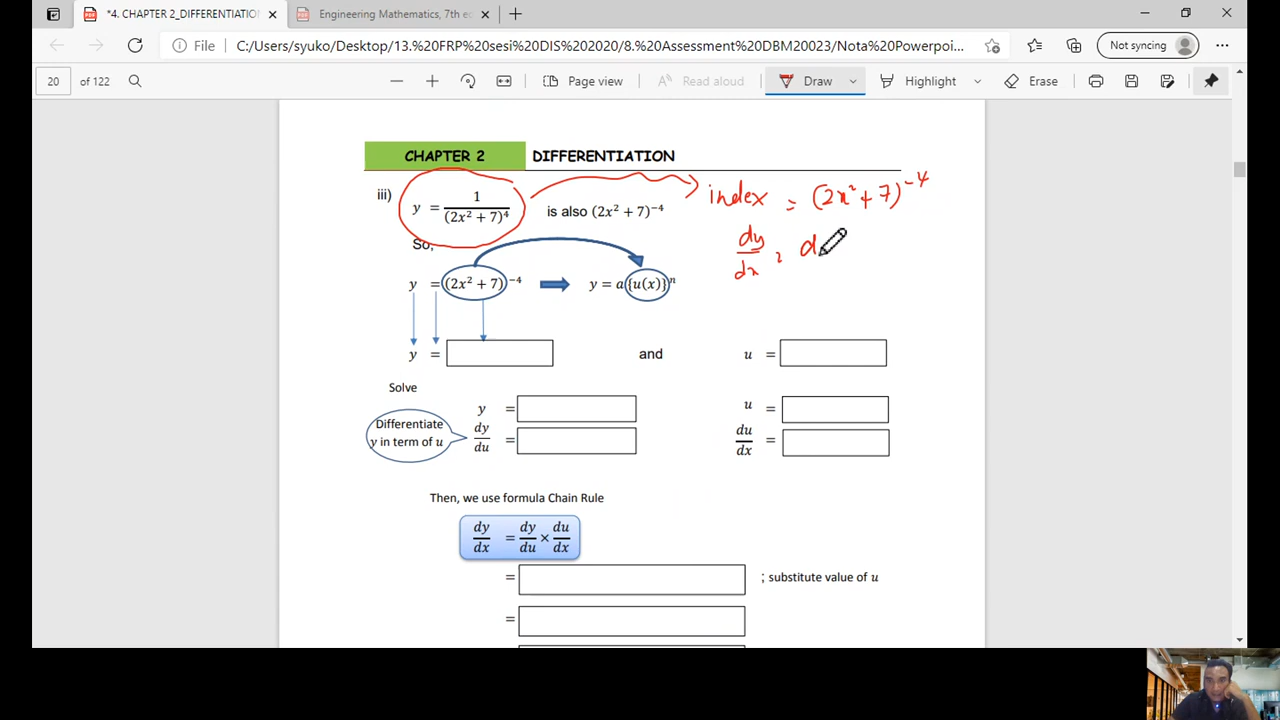 *4. CHAPTER 2_DIFFERENTIATIO
Engineering Mathematics, 7th ec
File C:/Users/syuko/Desktop/13.%20FRP%20sesi%20DIS%202020/8.%20Assessment%20DBM20023/Nota%20Powerpoi...
Not syncing
20 of 122
Page view
Read aloud
Draw
Highlight
Erase
CHAPTER 2 DIFFERENTIATION
iii) y = 1/(2x² + 7)⁴ is also (2x² + 7)⁻⁴
index = (2x² + 7)⁻⁴
So,
dy/dx = d
y = (2x² + 7)⁻⁴ y = a{u(x)}ⁿ
y = and u =
Solve
Differentiate
y in term of u
y = u =
dy/du = du/dx =
Then, we use formula Chain Rule
dy/dx = dy/du × du/dx
= ; substitute value of u
=